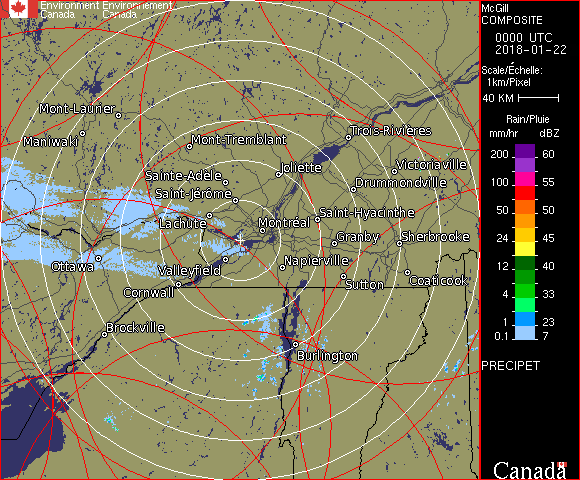 Environment Environnement
Canada Canada
McGill
COMPOSITE
0000 UTC
2018-01-22
Scale/Échelle:
1km/Pixel
40 KM
Rain/Pluie
mm/hr dBZ
200 60
55
100 55
50 50
45
24 40
35
12 40
4 33
1 23
0.1 7
PRECIPET
Canada
Mont-Laurier
Maniwaki
Mont-Tremblant
Trois-Rivières
Joliette
Victoriaville
Sainte-Adèle
Drummondville
Saint-Jérôme
Lachute
Montréal
Saint-Hyacinthe
Granby
Sherbrooke
Ottawa
Valleyfield
Napierville
Cornwall
Sutton
Coaticook
Brockville
Burlington